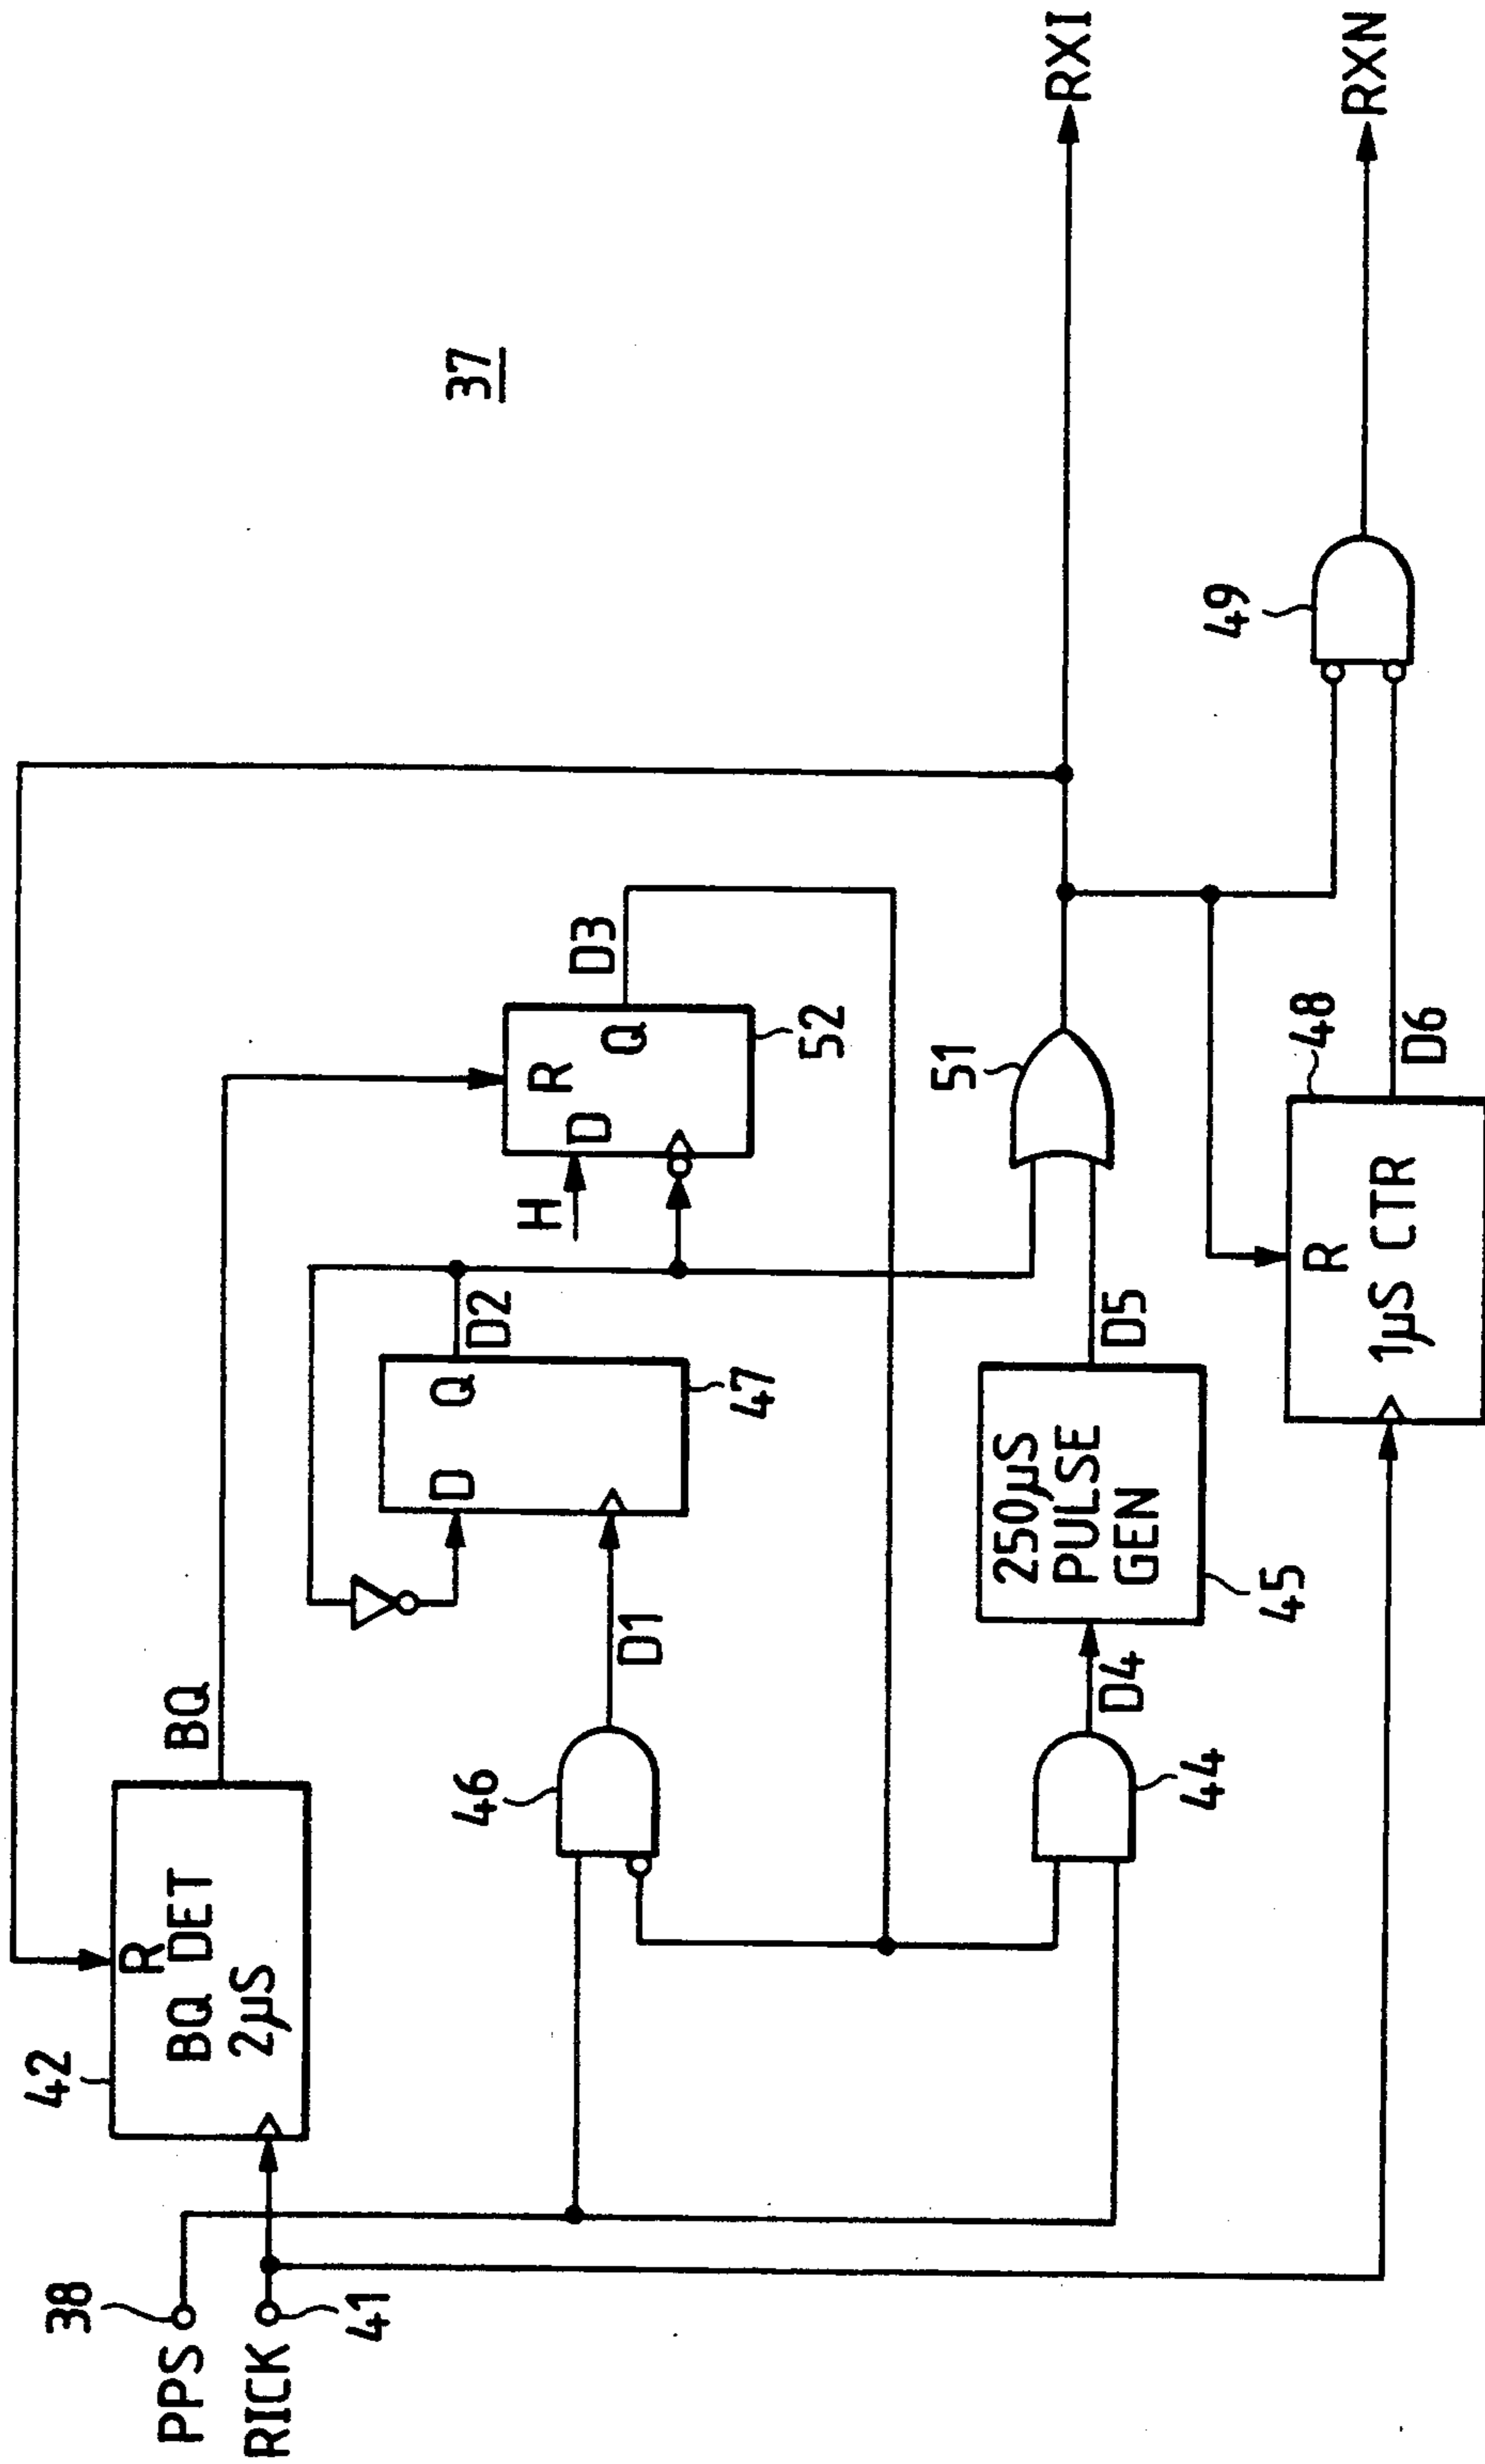 37
PPS
38
RICK
41
42
R
BQ DET
2µS
BQ
46
D1
D
Q
47
D2
H
D
R
Q
52
D3
44
D4
250µS
PULSE
GEN
45
D5
51
RXI
R
1µS CTR
48
D6
49
RXN